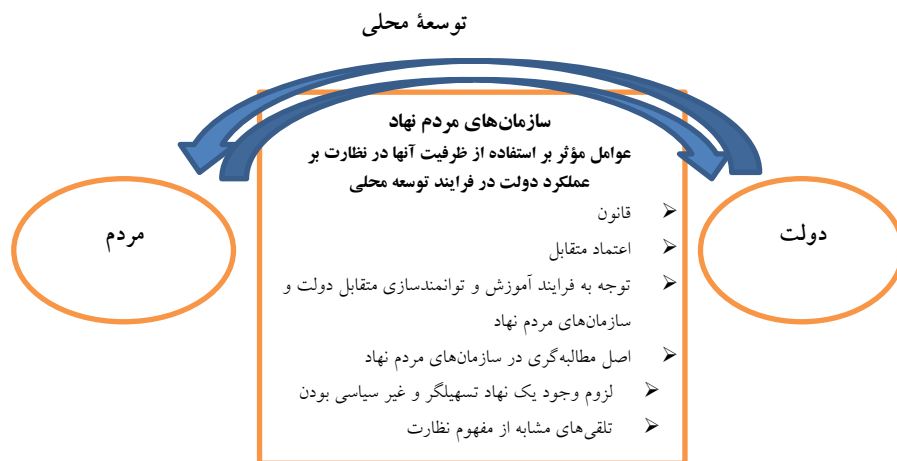 توسعهٔ محلی
سازمان‌های مردم نهاد
عوامل مؤثر بر استفاده از ظرفیت آنها در نظارت بر
عملکرد دولت در فرایند توسعه محلی
دولت
مردم
⮚ قانون
⮚ اعتماد متقابل
⮚ توجه به فرایند آموزش و توانمندسازی متقابل دولت و
سازمان‌های مردم نهاد
⮚ اصل مطالبه‌گری در سازمان‌های مردم نهاد
⮚ لزوم وجود یک نهاد تسهیلگر و غیر سیاسی بودن
⮚ تلقی‌های مشابه از مفهوم نظارت